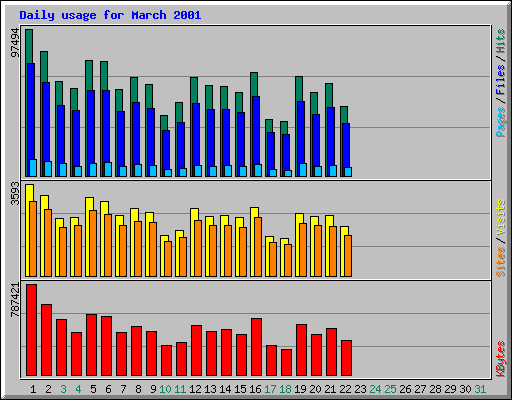 Daily usage for March 2001
97494
Pages / Files / Hits
3593
Sites / Visits
787421
KBytes
1 2 3 4 5 6 7 8 9 10 11 12 13 14 15 16 17 18 19 20 21 22 23 24 25 26 27 28 29 30 31